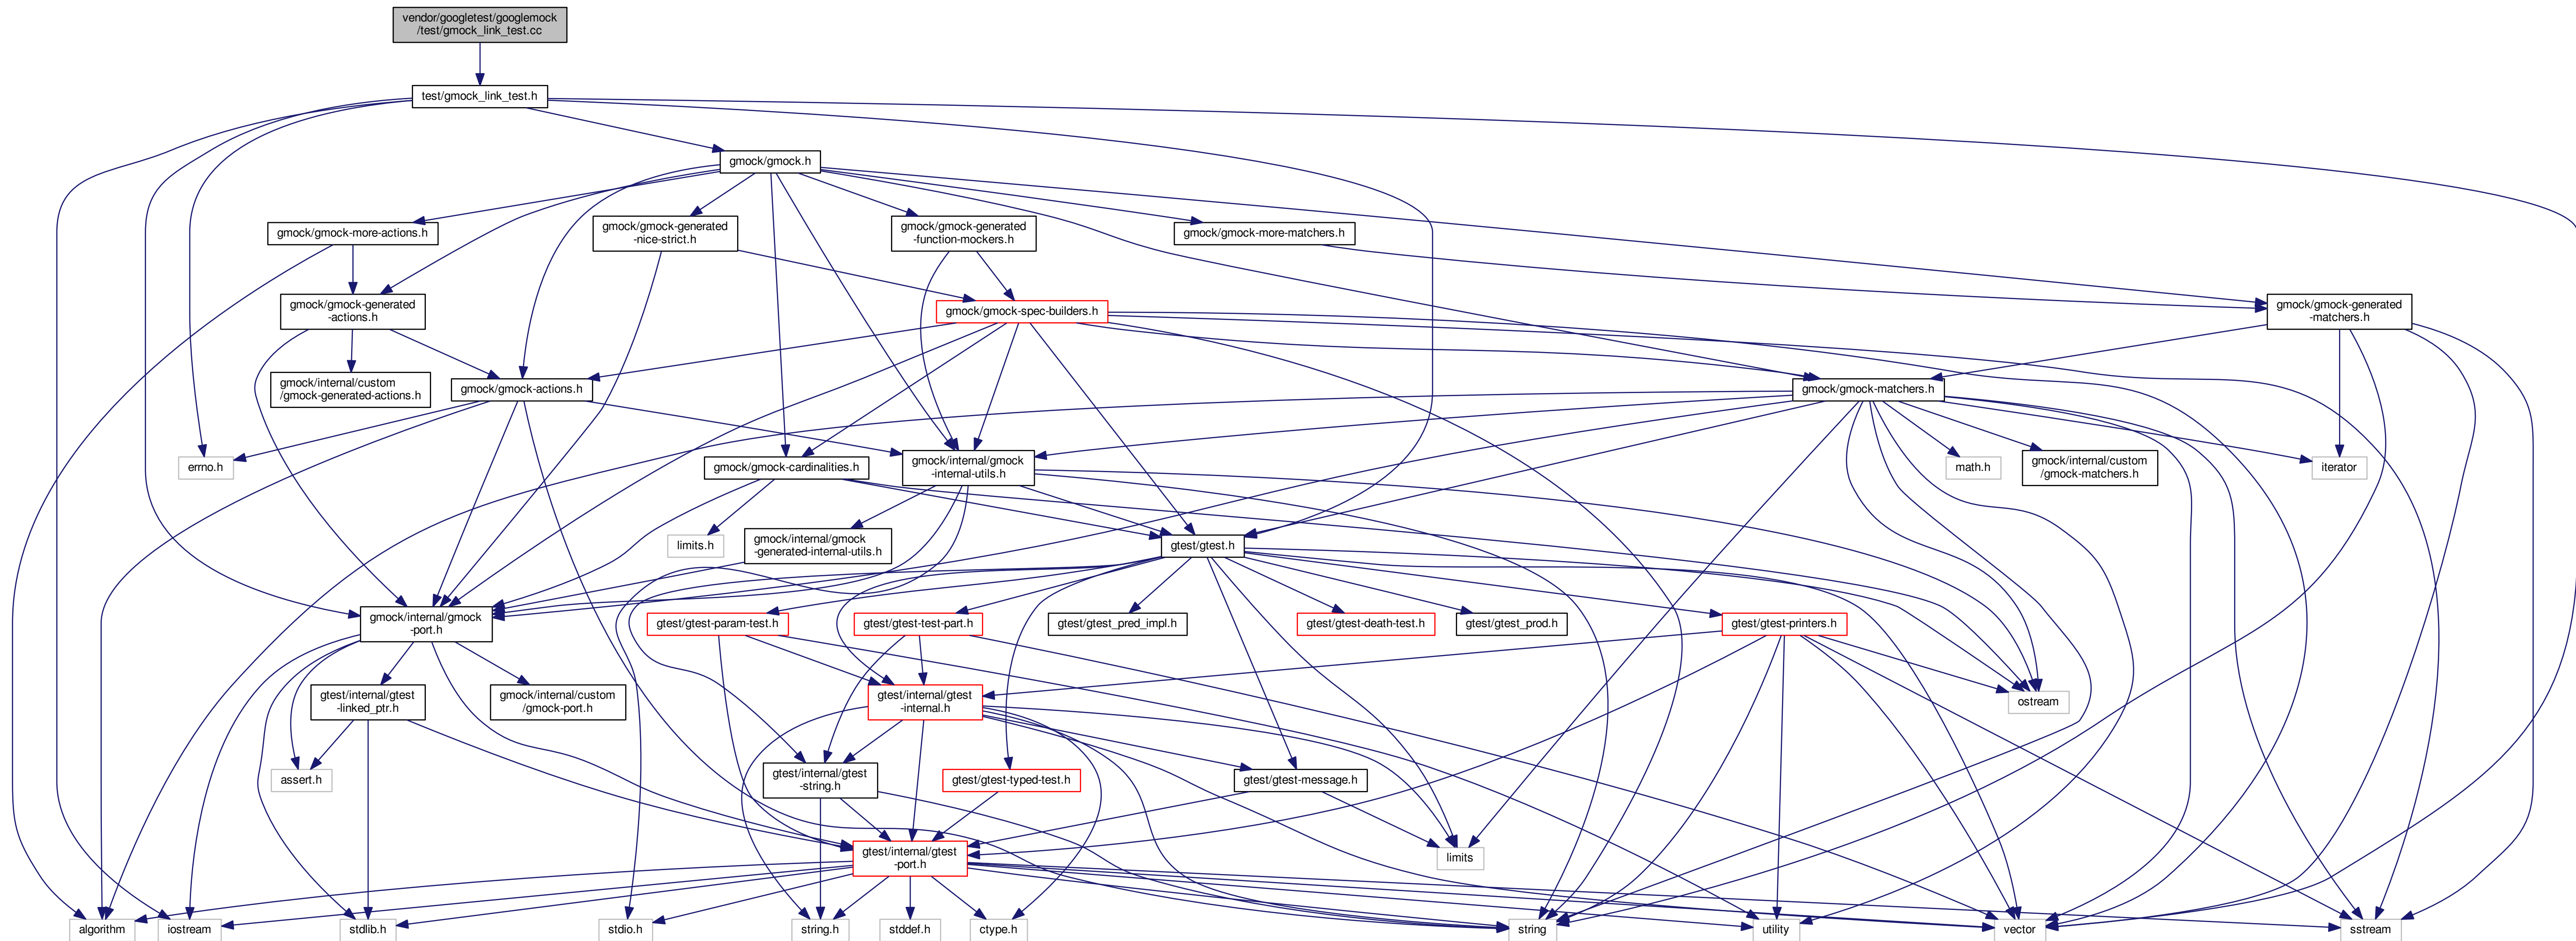 vendor/googletest/googlemock
/test/gmock_link_test.cc
test/gmock_link_test.h
gmock/gmock.h
gmock/gmock-more-actions.h
gmock/gmock-generated
-nice-strict.h
gmock/gmock-generated
-function-mockers.h
gmock/gmock-more-matchers.h
gmock/gmock-generated
-actions.h
gmock/gmock-spec-builders.h
gmock/gmock-generated
-matchers.h
gmock/internal/custom
/gmock-generated-actions.h
gmock/gmock-actions.h
gmock/gmock-matchers.h
errno.h
gmock/gmock-cardinalities.h
gmock/internal/gmock
-internal-utils.h
math.h
gmock/internal/custom
/gmock-matchers.h
iterator
limits.h
gmock/internal/gmock
-generated-internal-utils.h
gtest/gtest.h
gmock/internal/gmock
-port.h
gtest/gtest-param-test.h
gtest/gtest-test-part.h
gtest/gtest_pred_impl.h
gtest/gtest-death-test.h
gtest/gtest_prod.h
gtest/gtest-printers.h
gtest/internal/gtest
-linked_ptr.h
gmock/internal/custom
/gmock-port.h
gtest/internal/gtest
-internal.h
ostream
assert.h
gtest/internal/gtest
-string.h
gtest/gtest-typed-test.h
gtest/gtest-message.h
gtest/internal/gtest
-port.h
limits
algorithm
iostream
stdlib.h
stdio.h
string.h
stddef.h
ctype.h
string
utility
vector
sstream